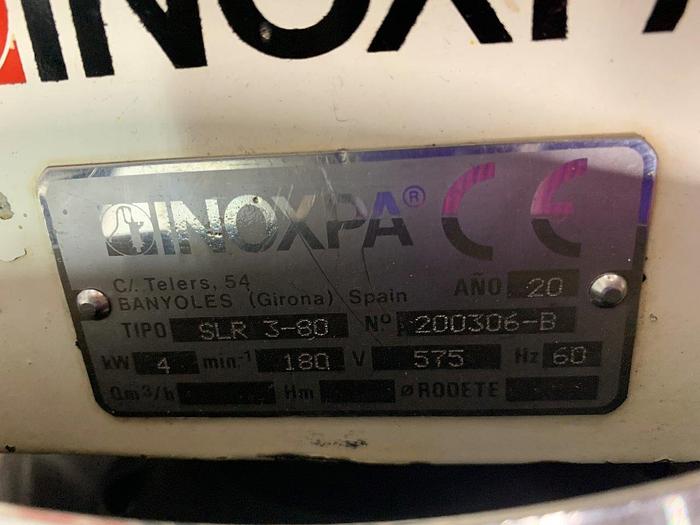 INOXPA
INOXPA® CE
C/. Telers, 54
BANYOLES (Girona) Spain AÑO 20
TIPO SLR 3-80 Nº 200306-B
kW 4 min-1 180 V 575 Hz 60
Qm3/h Hm ø RODETE